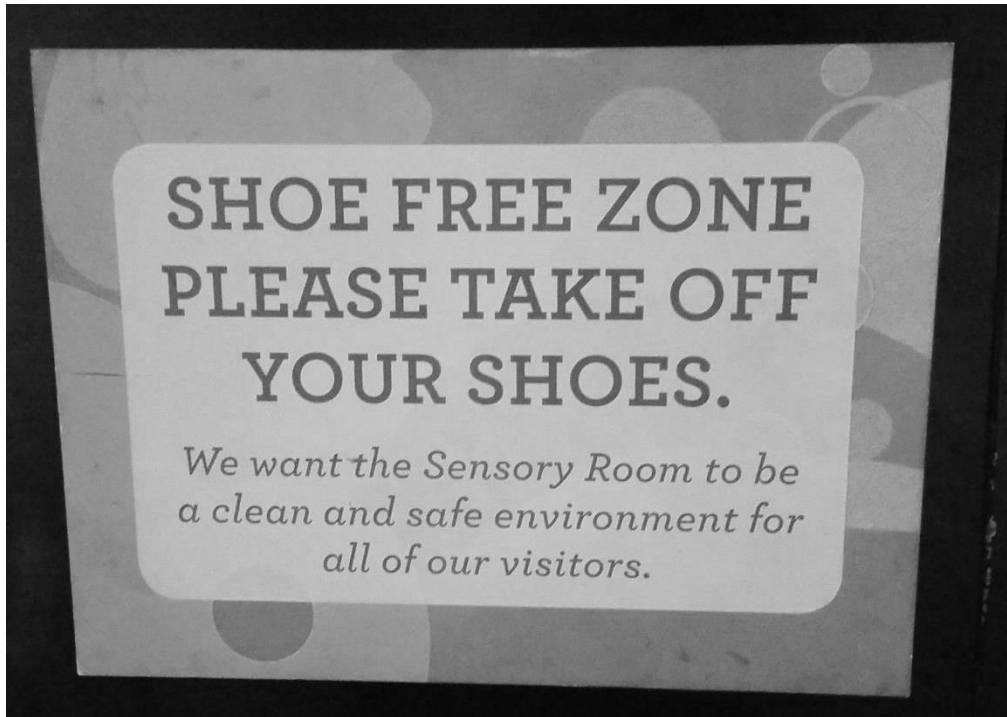 SHOE FREE ZONE
PLEASE TAKE OFF
YOUR SHOES.
We want the Sensory Room to be
a clean and safe environment for
all of our visitors.